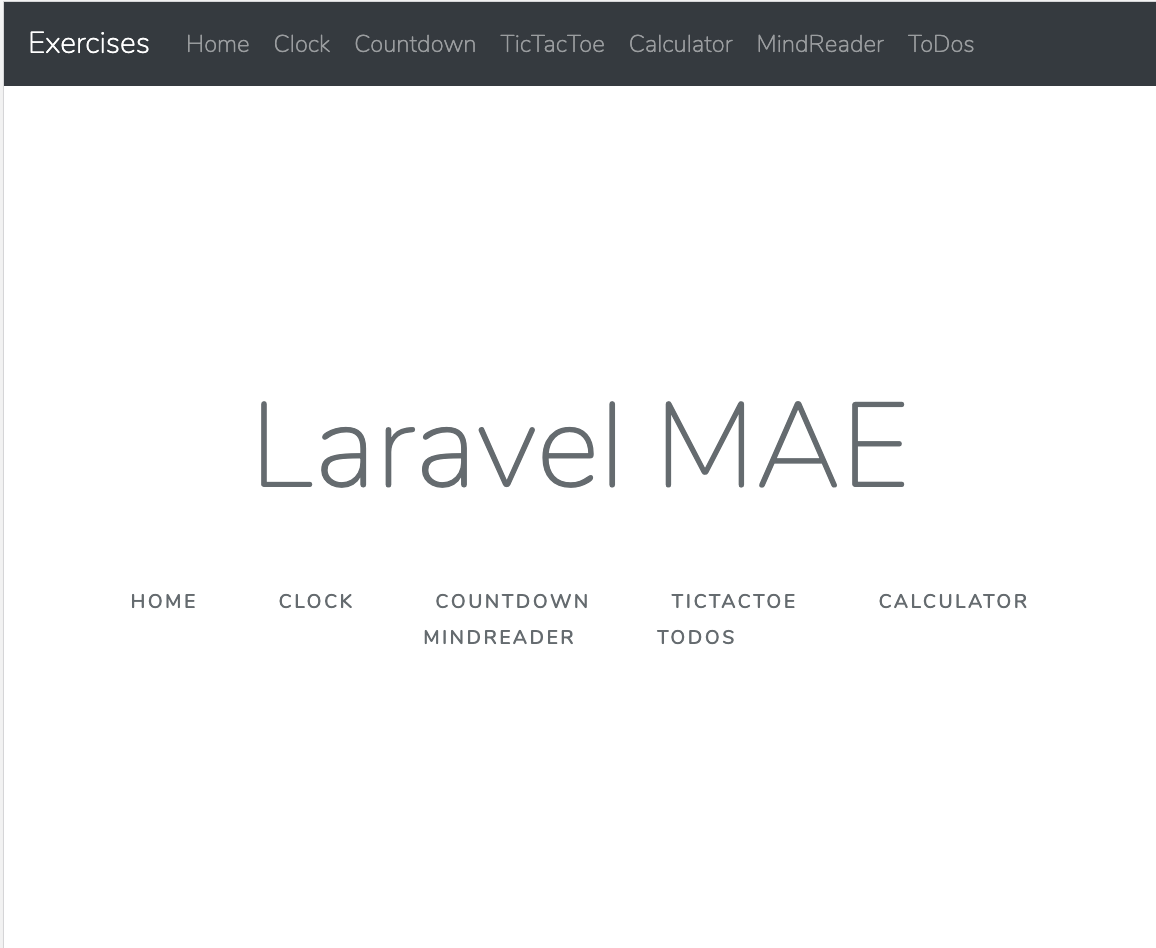 Exercises Home Clock Countdown TicTacToe Calculator MindReader ToDos
Laravel MAE
HOME CLOCK COUNTDOWN TICTACTOE CALCULATOR
MINDREADER TODOS